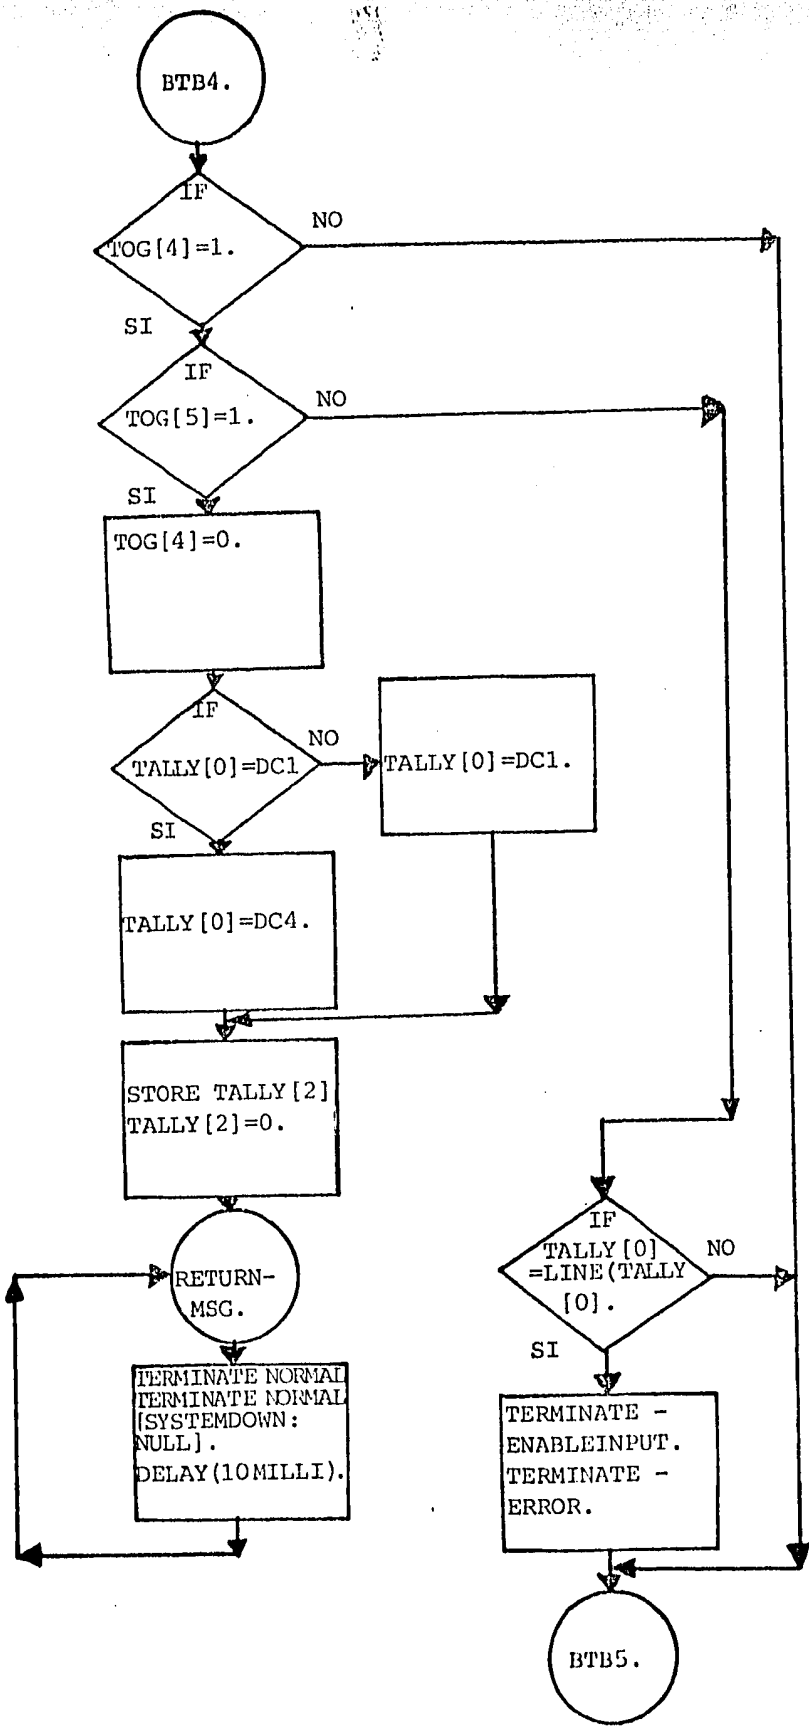 BTB4.
IF
TOG[4]=1.
NO
SI
IF
TOG[5]=1.
NO
SI
TOG[4]=0.
IF
TALLY[0]=DC1
NO
TALLY[0]=DC1.
SI
TALLY[0]=DC4.
STORE TALLY[2]
TALLY[2]=0.
RETURN-
MSG.
TERMINATE NORMAL
TERMINATE NORMAL
[SYSTEMDOWN:
NULL].
DELAY(10MILLI).
IF
TALLY[0]
=LINE(TALLY
[0].
NO
SI
TERMINATE -
ENABLEINPUT.
TERMINATE -
ERROR.
BTB5.